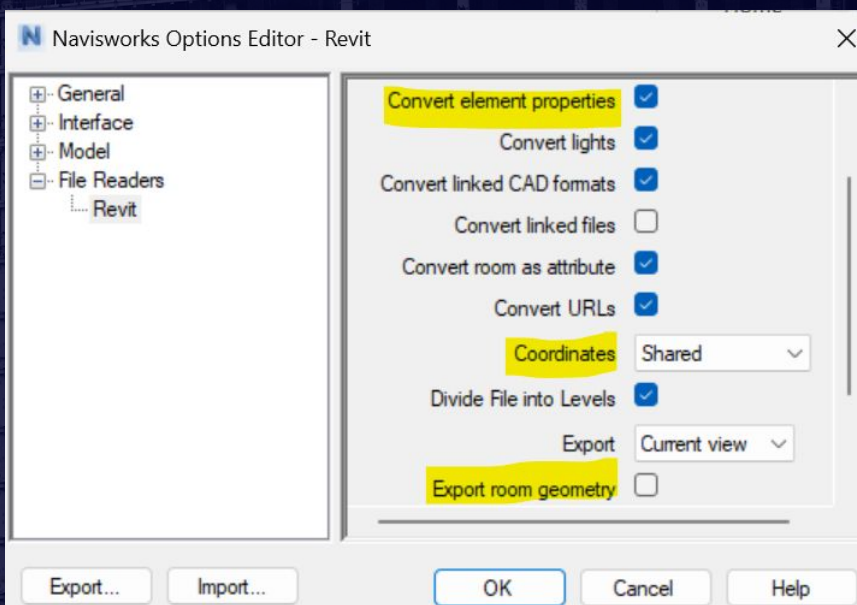 Navisworks Options Editor - Revit
General
Interface
Model
File Readers
Revit
Convert element properties
Convert lights
Convert linked CAD formats
Convert linked files
Convert room as attribute
Convert URLs
Coordinates Shared
Divide File into Levels
Export Current view
Export room geometry
Export... Import... OK Cancel Help